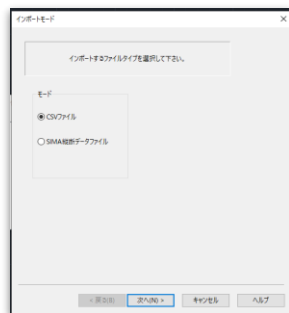 インポートモード
インポートするファイルタイプを選択して下さい。
モード
CSVファイル
SIMA縦断データファイル
< 戻る(B)
次へ(N) >
キャンセル
ヘルプ